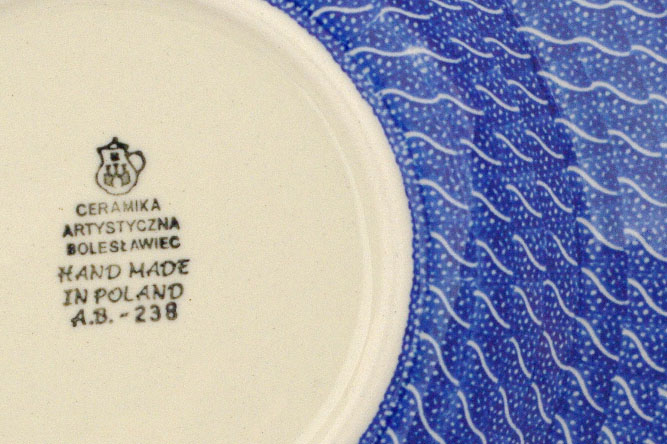 CERAMIKA
ARTYSTYCZNA
BOLESŁAWIEC
HAND MADE
IN POLAND
A.B. - 238